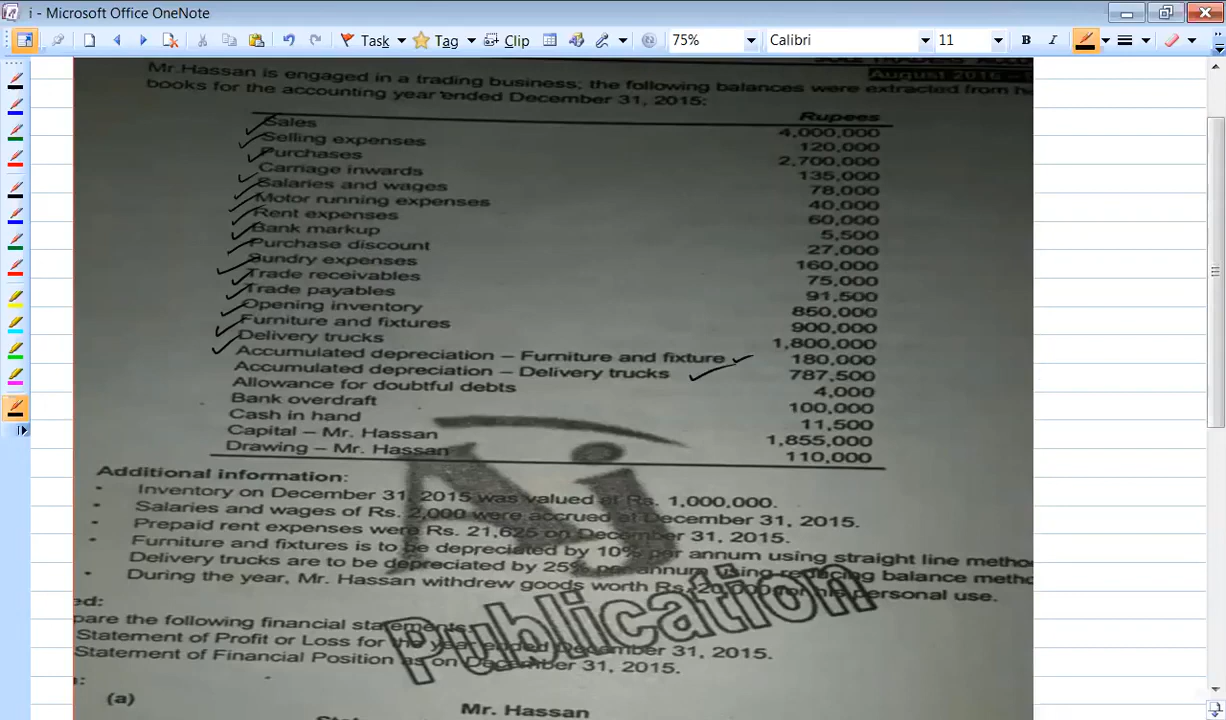 i - Microsoft Office OneNote
Task Tag Clip 75% Calibri 11 B I
August 2016 –
Mr.Hassan is engaged in a trading business; the following balances were extracted from
books for the accounting year ended December 31, 2015:
Rupees
Sales 4,000,000
Selling expenses 120,000
Purchases 2,700,000
Carriage inwards 135,000
Salaries and wages 78,000
Motor running expenses 40,000
Rent expenses 60,000
Bank markup 5,500
Purchase discount 27,000
Sundry expenses 160,000
Trade receivables 75,000
Trade payables 91,500
Opening inventory 850,000
Furniture and fixtures 900,000
Delivery trucks 1,800,000
Accumulated depreciation – Furniture and fixture 180,000
Accumulated depreciation – Delivery trucks 787,500
Allowance for doubtful debts 4,000
Bank overdraft 100,000
Cash in hand 11,500
Capital – Mr. Hassan 1,855,000
Drawing – Mr. Hassan 110,000
Additional information:
• Inventory on December 31, 2015 was valued at Rs. 1,000,000.
• Salaries and wages of Rs. 2,000 were accrued at December 31, 2015.
• Prepaid rent expenses were Rs. 21,625 on December 31, 2015.
• Furniture and fixtures is to be depreciated by 10% per annum using straight line metho
Delivery trucks are to be depreciated by 25% per annum using reducing balance metho
• During the year, Mr. Hassan withdrew goods worth Rs. 20,000 for his personal use.
ed:
pare the following financial statements:
Statement of Profit or Loss for the year ended December 31, 2015.
Statement of Financial Position as on December 31, 2015.
(a)
Mr. Hassan
Publication